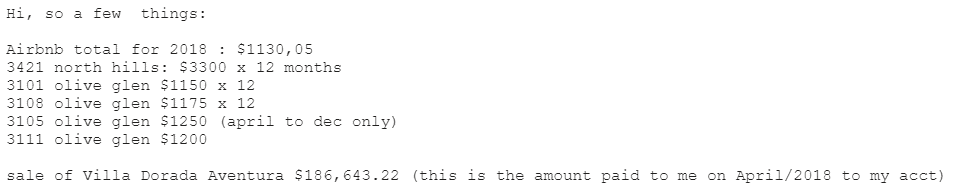 Hi, so a few  things:
Airbnb total for 2018 : $1130,05
3421 north hills: $3300 x 12 months
3101 olive glen $1150 x 12
3108 olive glen $1175 x 12
3105 olive glen $1250 (april to dec only)
3111 olive glen $1200
sale of Villa Dorada Aventura $186,643.22 (this is the amount paid to me on April/2018 to my acct)